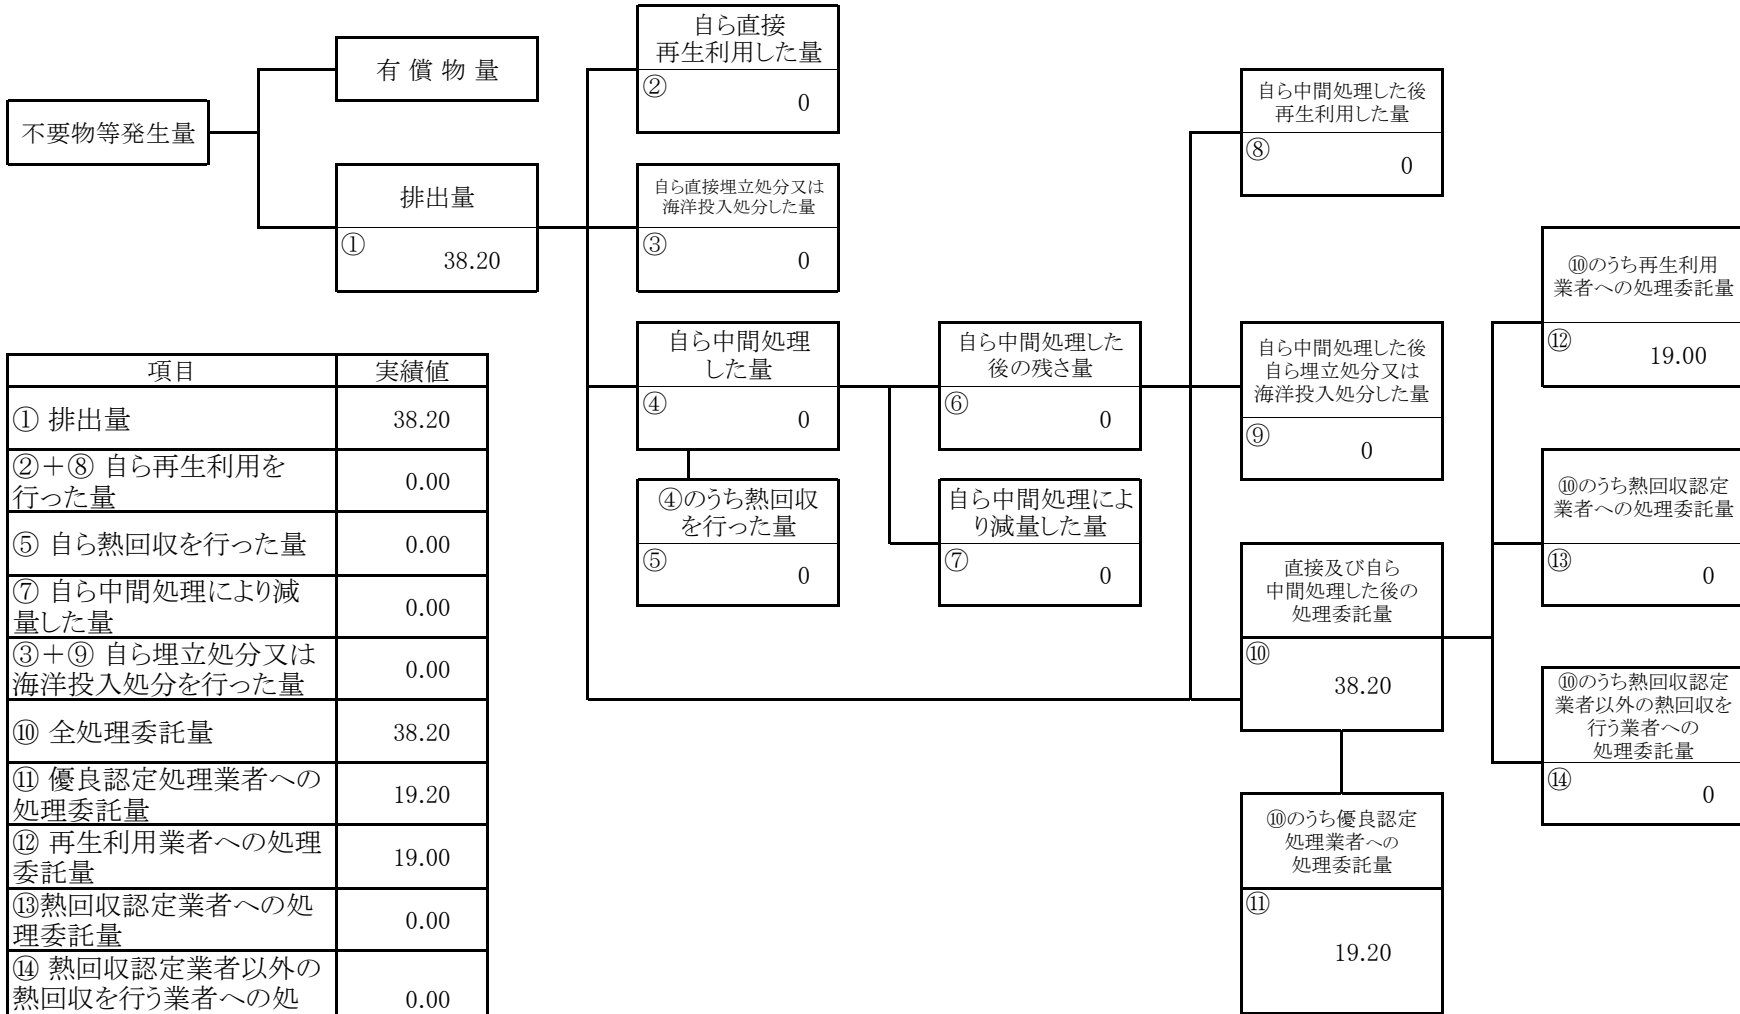 不要物等発生量
有 償 物 量
排出量
①
38.20
自ら直接
再生利用した量
②
0
自ら直接埋立処分又は
海洋投入処分した量
③
0
自ら中間処理
した量
④
0
④のうち熱回収
を行った量
⑤
0
自ら中間処理した
後の残さ量
⑥
0
自ら中間処理によ
り減量した量
⑦
0
自ら中間処理した後
再生利用した量
⑧
0
自ら中間処理した後
自ら埋立処分又は
海洋投入処分した量
⑨
0
直接及び自ら
中間処理した後の
処理委託量
⑩
38.20
⑩のうち優良認定
処理業者への
処理委託量
⑪
19.20
⑩のうち再生利用
業者への処理委託量
⑫
19.00
⑩のうち熱回収認定
業者への処理委託量
⑬
0
⑩のうち熱回収認定
業者以外の熱回収を
行う業者への
処理委託量
⑭
0
項目 実績値
① 排出量 38.20
②＋⑧ 自ら再生利用を
行った量 0.00
⑤ 自ら熱回収を行った量 0.00
⑦ 自ら中間処理により減
量した量 0.00
③＋⑨ 自ら埋立処分又は
海洋投入処分を行った量 0.00
⑩ 全処理委託量 38.20
⑪ 優良認定処理業者への
処理委託量 19.20
⑫ 再生利用業者への処理
委託量 19.00
⑬熱回収認定業者への処
理委託量 0.00
⑭ 熱回収認定業者以外の
熱回収を行う業者への処 0.00